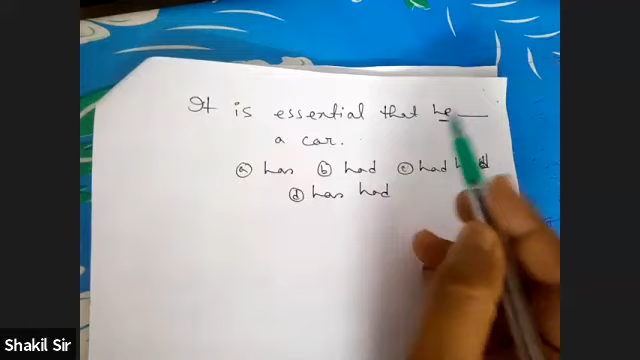 It is essential that he ___
a car.
ⓐ has ⓑ had ⓒ had had
ⓓ has had
Shakil Sir